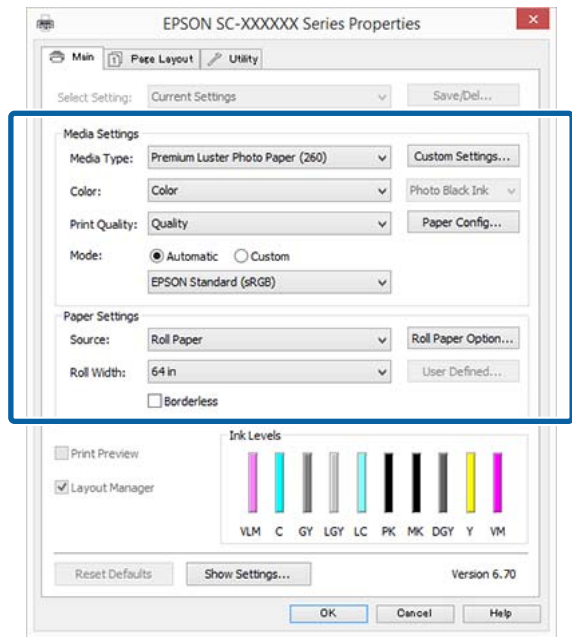 EPSON SC-XXXXXX Series Properties
Main Page Layout Utility
Select Setting: Current Settings Save/Del...
Media Settings
Media Type: Premium Luster Photo Paper (260) Custom Settings...
Color: Color Photo Black Ink
Print Quality: Quality Paper Config...
Mode: Automatic Custom
EPSON Standard (sRGB)
Paper Settings
Source: Roll Paper Roll Paper Option...
Roll Width: 64 in User Defined...
Borderless
Ink Levels
Print Preview
Layout Manager
VLM C GY LGY LC PK MK DGY Y VM
Reset Defaults Show Settings... Version 6.70
OK Cancel Help